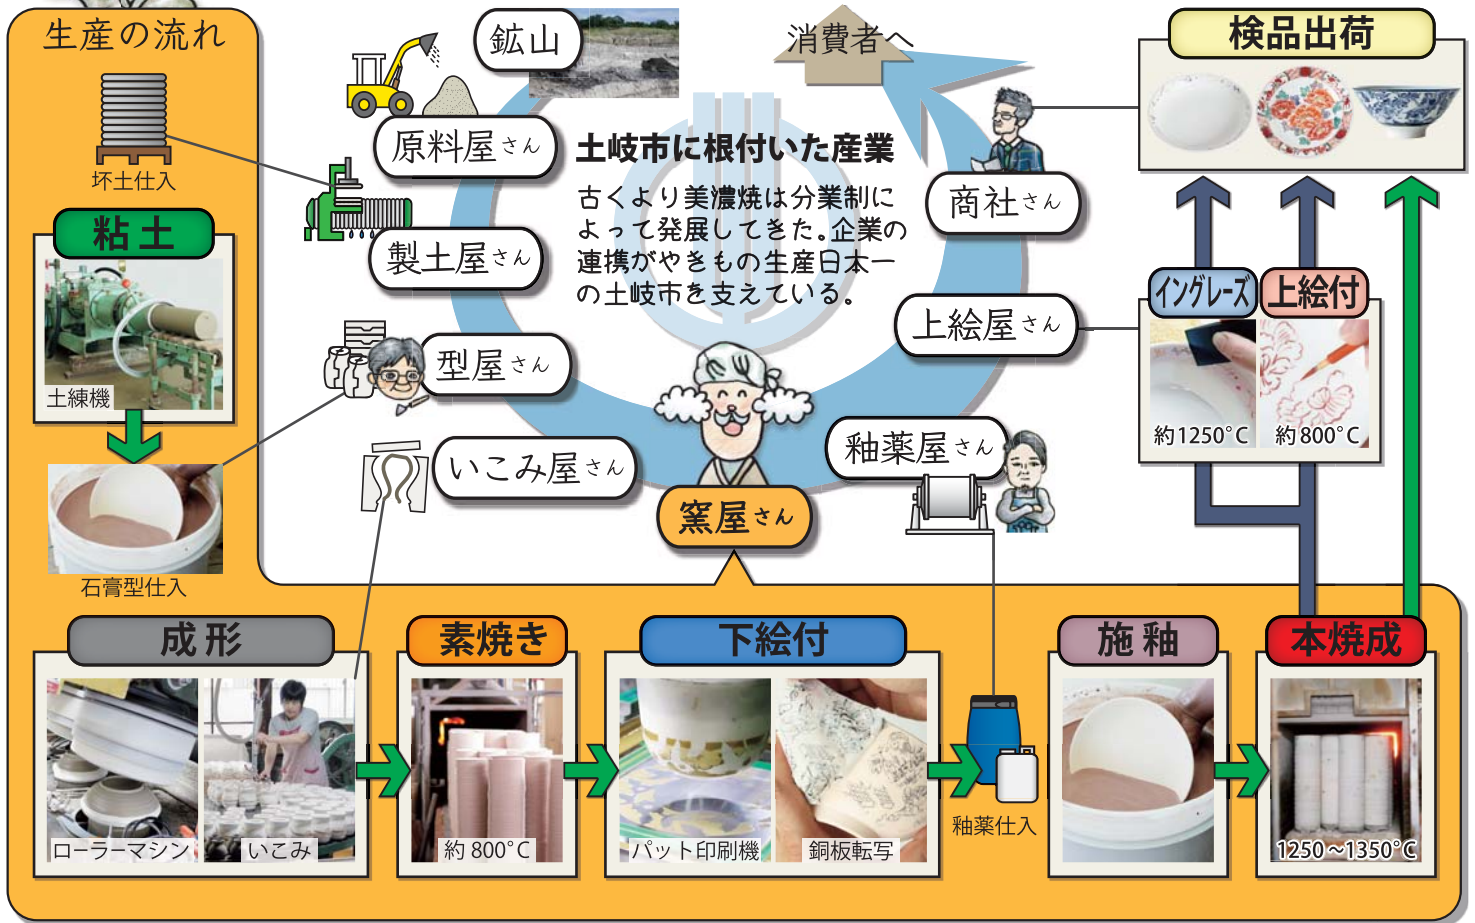 生産の流れ
坏土仕入
粘土
土練機
石膏型仕入
鉱山
原料屋さん
製土屋さん
型屋さん
いこみ屋さん
窯屋さん
釉薬屋さん
上絵屋さん
商社さん
消費者へ
土岐市に根付いた産業
古くより美濃焼は分業制に
よって発展してきた。企業の
連携がやきもの生産日本一
の土岐市を支えている。
検品出荷
イングレーズ
約1250°C
上絵付
約800°C
成形
ローラーマシン
いこみ
素焼き
約800°C
下絵付
パット印刷機
銅板転写
釉薬仕入
施釉
本焼成
1250～1350°C